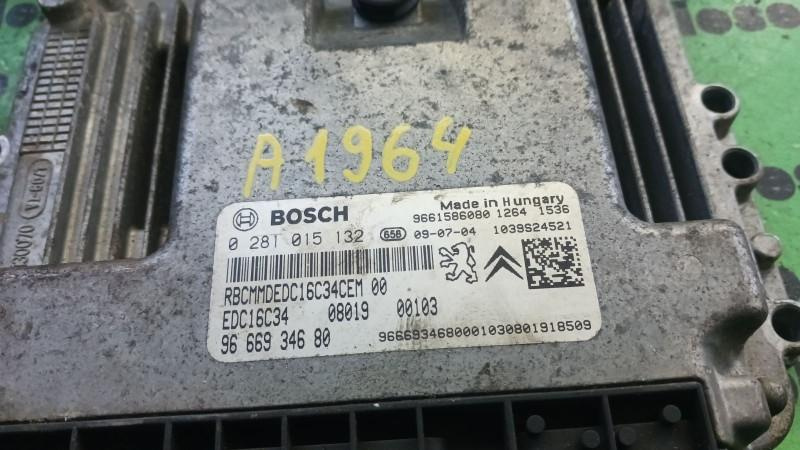 A1964
BOSCH
Made in Hungary
9661586080 1264 1536
0 281 015 132 656 09-07-04 1039S24521
RBCMMDEDC16C34CEM 00
EDC16C34 08019 00103
96 669 346 80
9666934680001030801918509